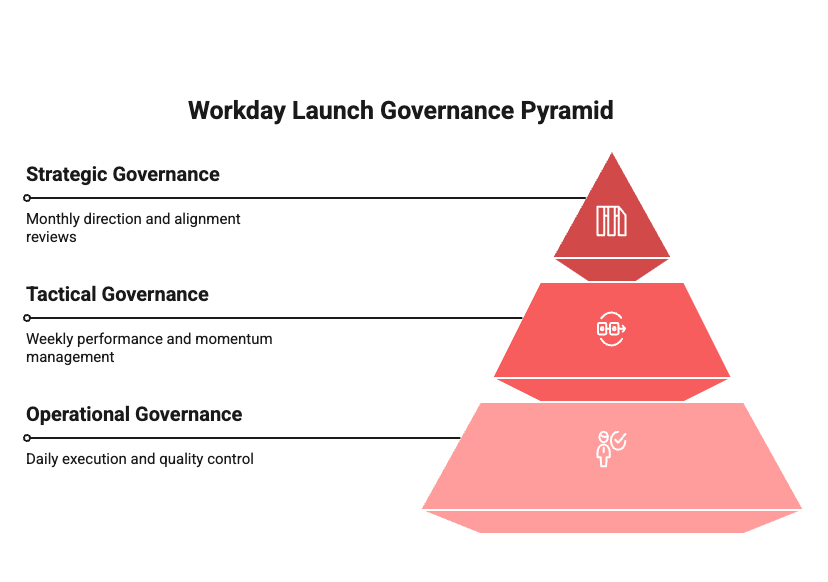 Workday Launch Governance Pyramid
Strategic Governance
Monthly direction and alignment
reviews
Tactical Governance
Weekly performance and momentum
management
Operational Governance
Daily execution and quality control